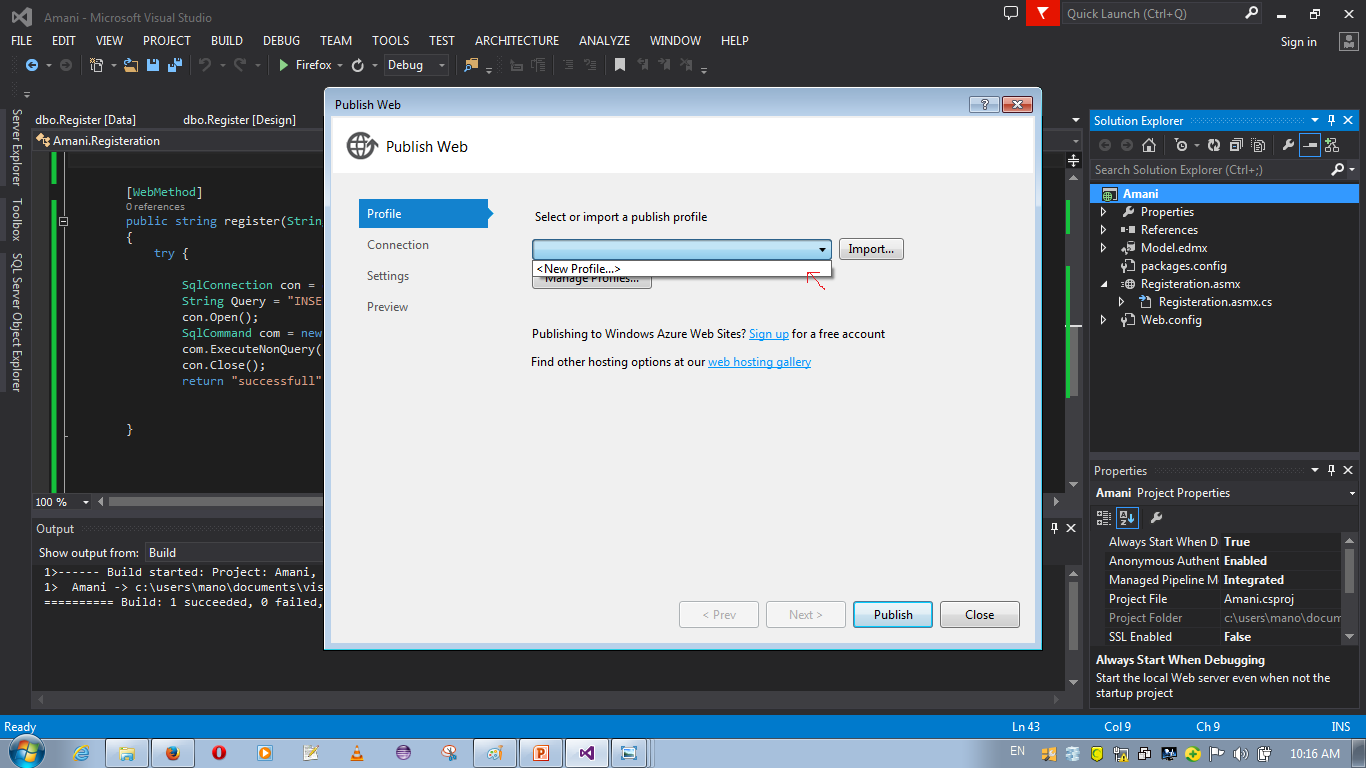 Amani - Microsoft Visual Studio
Quick Launch (Ctrl+Q)
FILE EDIT VIEW PROJECT BUILD DEBUG TEAM TOOLS TEST ARCHITECTURE ANALYZE WINDOW HELP
Sign in
Firefox
Debug
Server Explorer
Toolbox
SQL Server Object Explorer
dbo.Register [Data]
dbo.Register [Design]
Amani.Registeration
[WebMethod]
0 references
public string register(String
{
try {
SqlConnection con =
String Query = "INSE
con.Open();
SqlCommand com = new
com.ExecuteNonQuery(
con.Close();
return "successfull"
}
100 %
Output
Show output from: Build
1>------ Build started: Project: Amani,
1> Amani -> c:\users\mano\documents\vis
========== Build: 1 succeeded, 0 failed,
Publish Web
?
Publish Web
Profile
Connection
Settings
Preview
Select or import a publish profile
Import...
<New Profile...>
Manage Profiles...
Publishing to Windows Azure Web Sites? Sign up for a free account
Find other hosting options at our web hosting gallery
< Prev
Next >
Publish
Close
Solution Explorer
Search Solution Explorer (Ctrl+;)
Amani
Properties
References
Model.edmx
packages.config
Registeration.asmx
Registeration.asmx.cs
Web.config
Properties
Amani Project Properties
Always Start When D True
Anonymous Authent Enabled
Managed Pipeline M Integrated
Project File Amani.csproj
Project Folder c:\users\mano\docum
SSL Enabled False
Always Start When Debugging
Start the local Web server even when not the
startup project
Ready
Ln 43
Col 9
Ch 9
INS
EN
10:16 AM